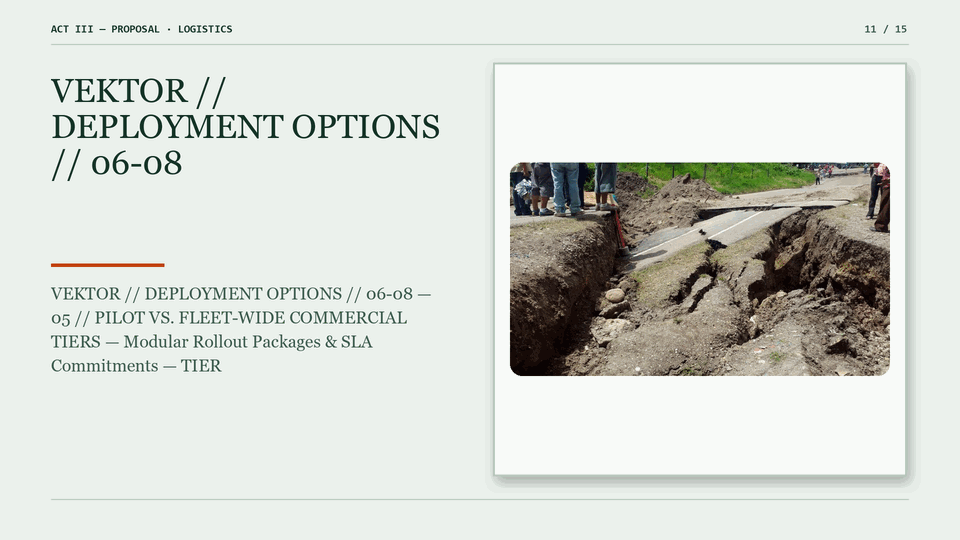 ACT III — PROPOSAL · LOGISTICS
11 / 15
VEKTOR //
DEPLOYMENT OPTIONS
// 06-08
VEKTOR // DEPLOYMENT OPTIONS // 06-08 —
05 // PILOT VS. FLEET-WIDE COMMERCIAL
TIERS — Modular Rollout Packages & SLA
Commitments — TIER